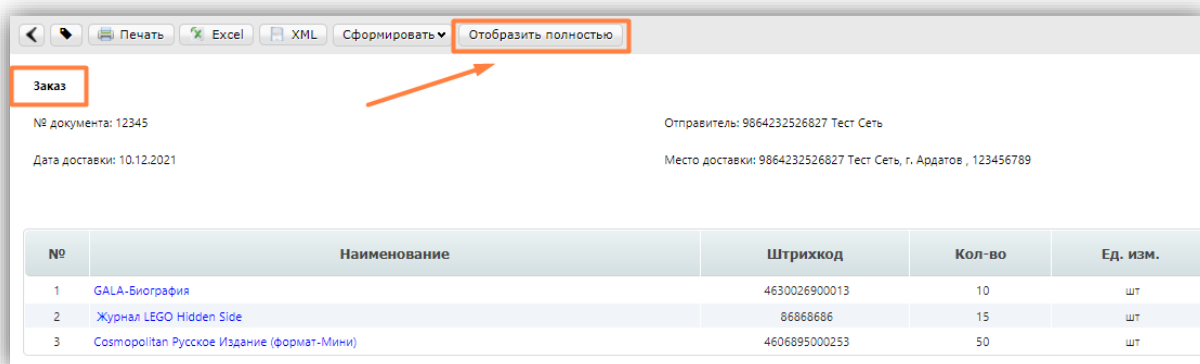 Печать Excel XML Сформировать Отобразить полностью
Заказ
№ документа: 12345 Отправитель: 9864232526827 Тест Сеть
Дата доставки: 10.12.2021 Место доставки: 9864232526827 Тест Сеть, г. Ардатов , 123456789
№ Наименование Штрихкод Кол-во Ед. изм.
1 GALA-Биография 4630026900013 10 шт
2 Журнал LEGO Hidden Side 86868686 15 шт
3 Cosmopolitan Русское Издание (формат-Мини) 4606895000253 50 шт